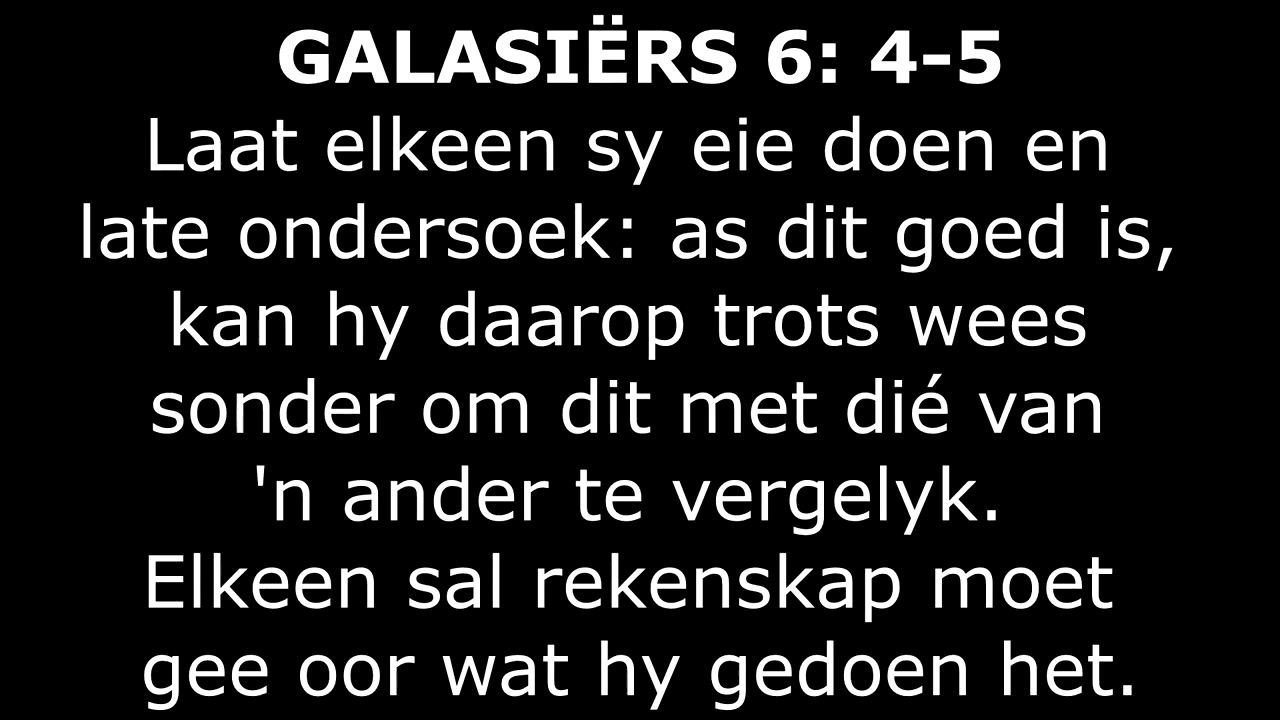 GALASIËRS 6: 4-5
Laat elkeen sy eie doen en
late ondersoek: as dit goed is,
kan hy daarop trots wees
sonder om dit met dié van
'n ander te vergelyk.
Elkeen sal rekenskap moet
gee oor wat hy gedoen het.